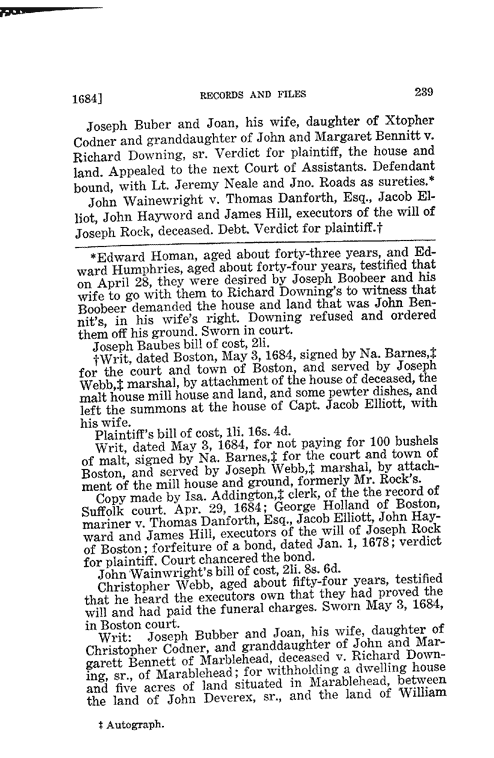 1684] RECORDS AND FILES 239
Joseph Buber and Joan, his wife, daughter of Xtopher
Codner and granddaughter of John and Margaret Bennitt v.
Richard Downing, sr. Verdict for plaintiff, the house and
land. Appealed to the next Court of Assistants. Defendant
bound, with Lt. Jeremy Neale and Jno. Roads as sureties.*
John Wainewright v. Thomas Danforth, Esq., Jacob El-
liot, John Hayword and James Hill, executors of the will of
Joseph Rock, deceased. Debt. Verdict for plaintiff.†
*Edward Homan, aged about forty-three years, and Ed-
ward Humphries, aged about forty-four years, testified that
on April 28, they were desired by Joseph Boobeer and his
wife to go with them to Richard Downing's to witness that
Boobeer demanded the house and land that was John Ben-
nit's, in his wife's right. Downing refused and ordered
them off his ground. Sworn in court.
Joseph Baubes bill of cost, 2li.
†Writ, dated Boston, May 3, 1684, signed by Na. Barnes,‡
for the court and town of Boston, and served by Joseph
Webb,‡ marshal, by attachment of the house of deceased, the
malt house mill house and land, and some pewter dishes, and
left the summons at the house of Capt. Jacob Elliott, with
his wife.
Plaintiff's bill of cost, 1li. 16s. 4d.
Writ, dated May 3, 1684, for not paying for 100 bushels
of malt, signed by Na. Barnes,‡ for the court and town of
Boston, and served by Joseph Webb,‡ marshal, by attach-
ment of the mill house and ground, formerly Mr. Rock's.
Copy made by Isa. Addington,‡ clerk, of the the record of
Suffolk court. Apr. 29, 1684; George Holland of Boston,
mariner v. Thomas Danforth, Esq., Jacob Elliott, John Hay-
ward and James Hill, executors of the will of Joseph Rock
of Boston; forfeiture of a bond, dated Jan. 1, 1678; verdict
for plaintiff. Court chancered the bond.
John Wainwright's bill of cost, 2li. 8s. 6d.
Christopher Webb, aged about fifty-four years, testified
that he heard the executors own that they had proved the
will and had paid the funeral charges. Sworn May 3, 1684,
in Boston court.
Writ: Joseph Bubber and Joan, his wife, daughter of
Christopher Codner, and granddaughter of John and Mar-
garett Bennett of Marblehead, deceased v. Richard Down-
ing, sr., of Marablehead; for withholding a dwelling house
and five acres of land situated in Marablehead, between
the land of John Deverex, sr., and the land of William
‡ Autograph.